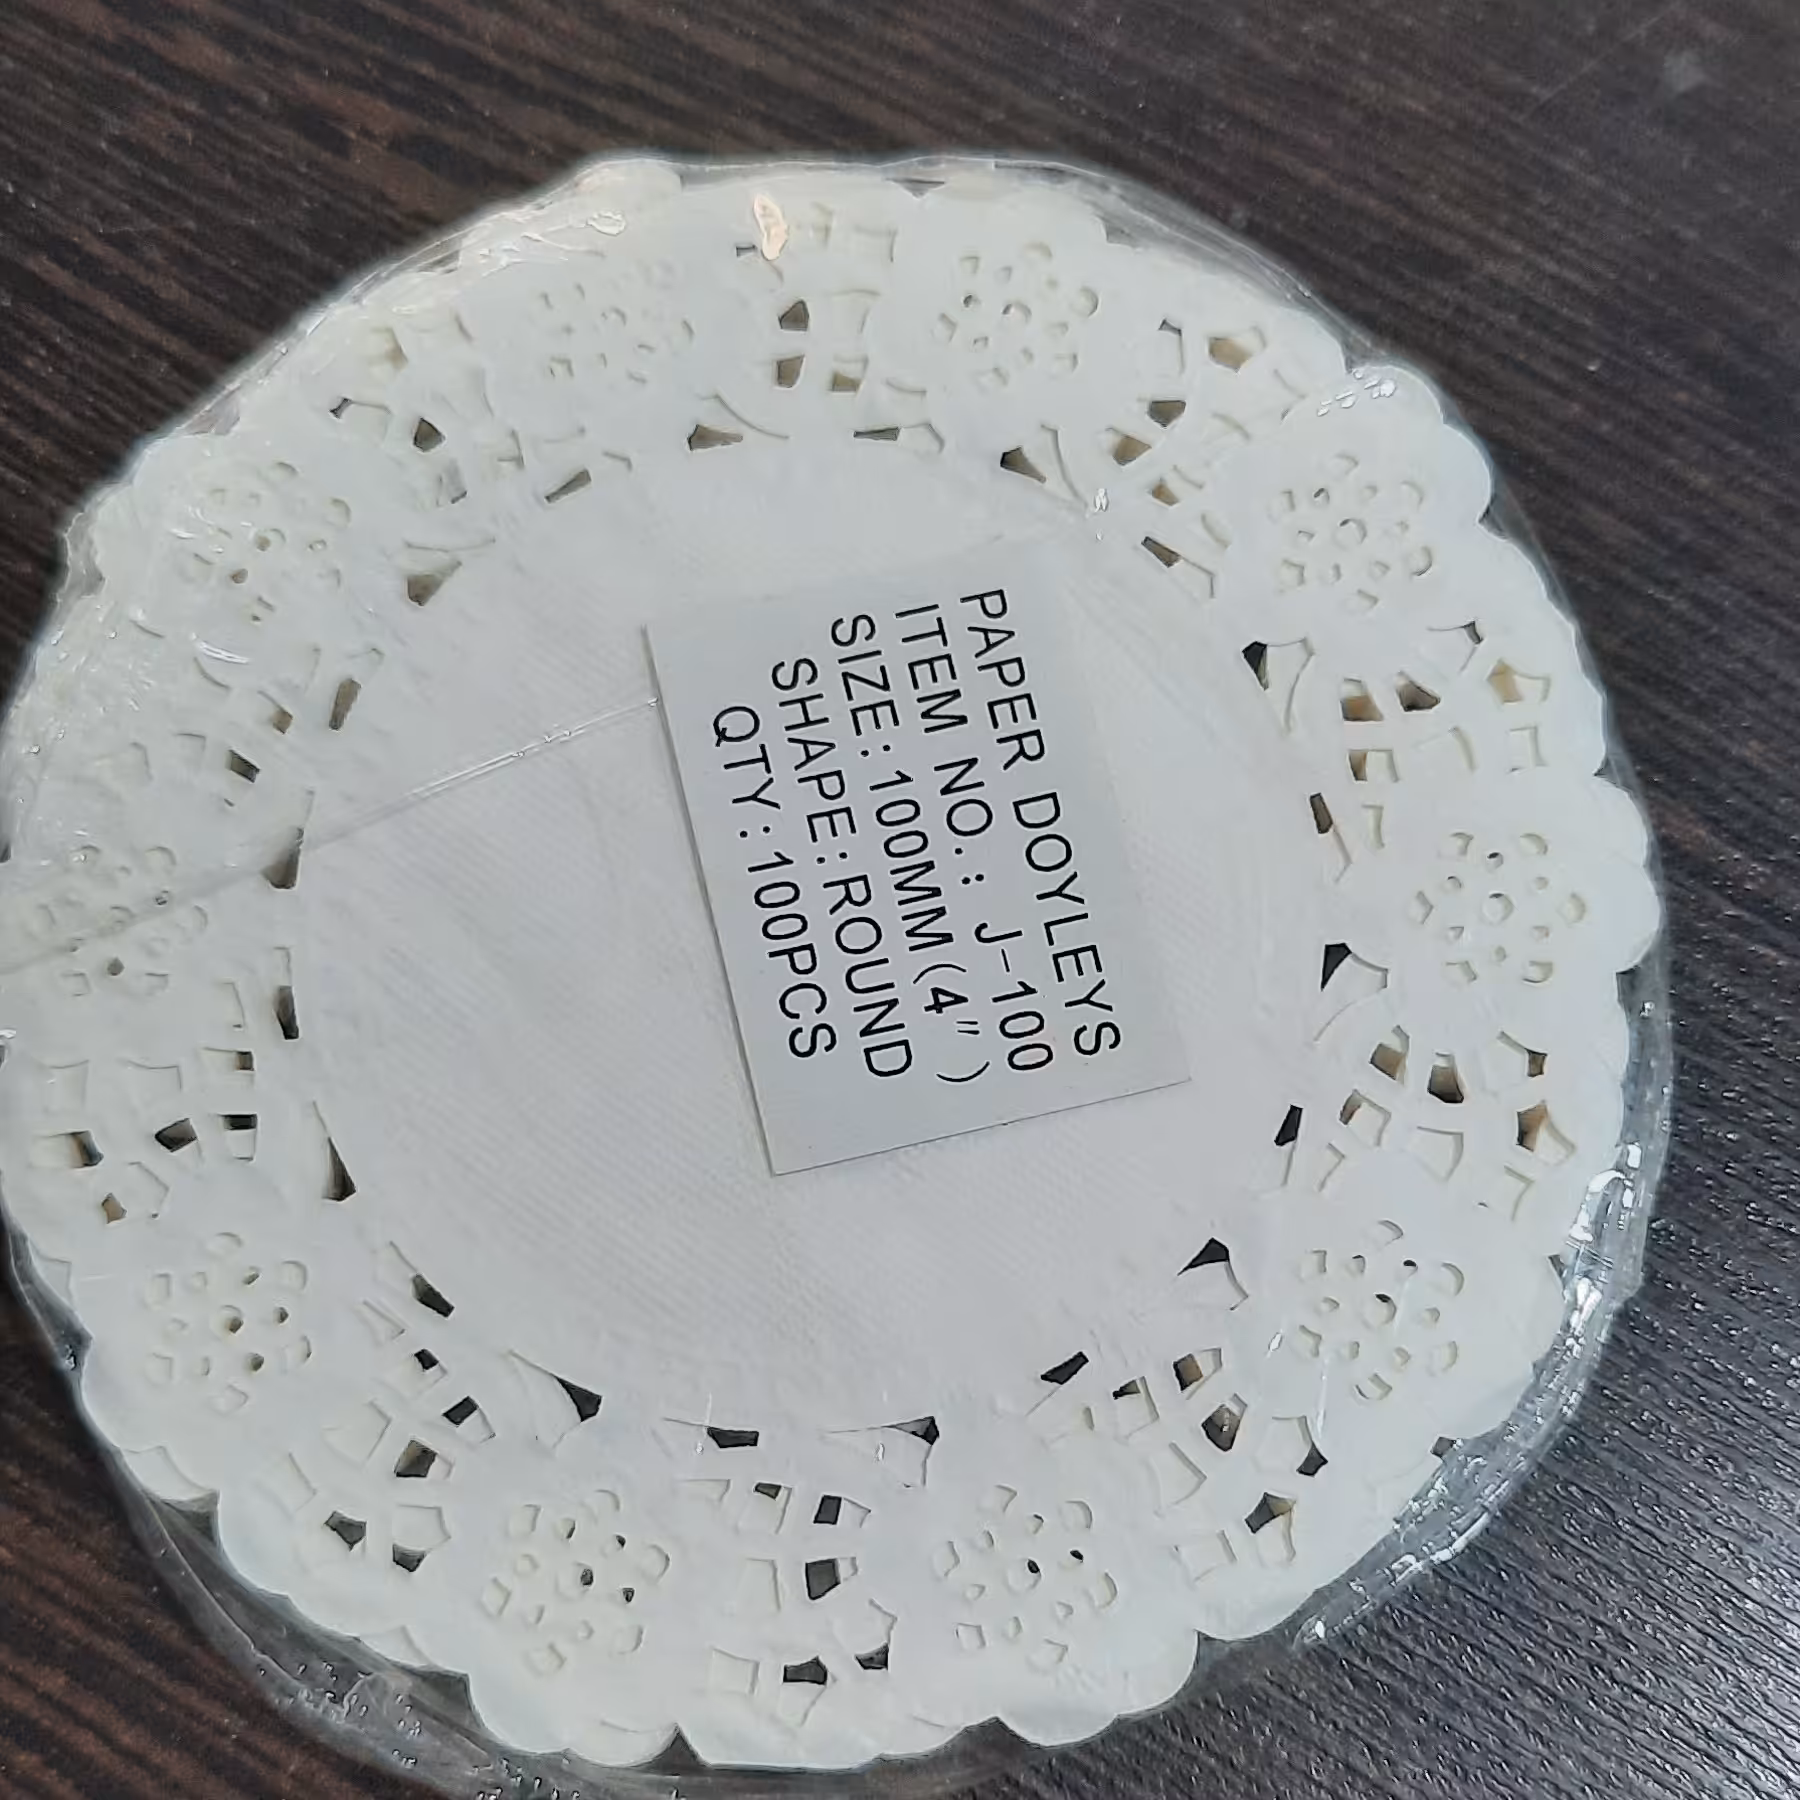 PAPER DOYLEYS
ITEM NO.: J-100
SIZE:100MM(4")
SHAPE:ROUND
QTY:100PCS